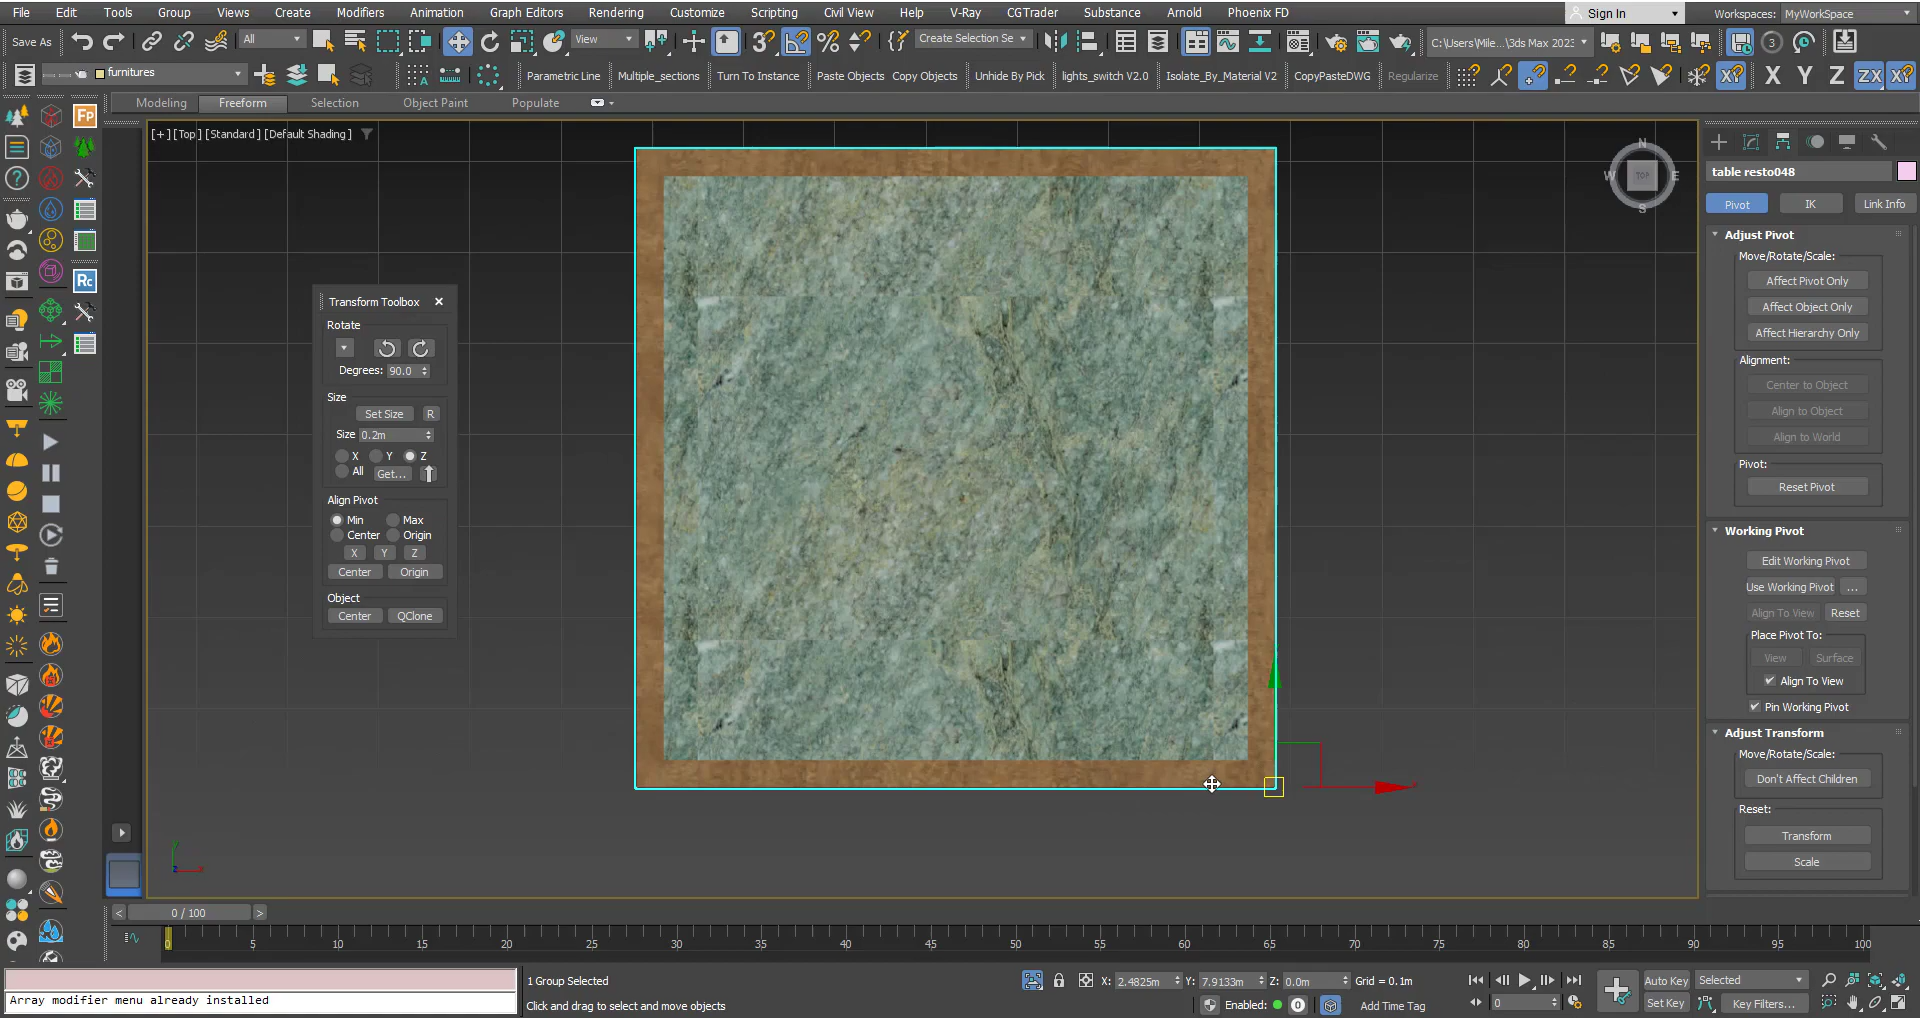 File Edit Tools Group Views Create Modifiers Animation Graph Editors Rendering Customize Scripting Civil View Help V-Ray CGTrader Substance Arnold Phoenix FD Sign In Workspaces: MyWorkSpace
Save As All View Create Selection Se C:\Users\Mile...\3ds Max 2023
furnitures Parametric Line Multiple_sections Turn To Instance Paste Objects Copy Objects Unhide By Pick lights_switch V2.0 Isolate_By_Material V2 CopyPasteDWG Regularize X Y Z ZX XY
Modeling Freeform Selection Object Paint Populate
[+] [Top] [Standard] [Default Shading]
N
W TOP E
S
table resto048
Pivot IK Link Info
Adjust Pivot
Move/Rotate/Scale:
Affect Pivot Only
Affect Object Only
Affect Hierarchy Only
Alignment:
Center to Object
Align to Object
Align to World
Pivot:
Reset Pivot
Working Pivot
Edit Working Pivot
Use Working Pivot ...
Align To View Reset
Place Pivot To:
View Surface
Align To View
Pin Working Pivot
Adjust Transform
Move/Rotate/Scale:
Don't Affect Children
Reset:
Transform
Scale
Transform Toolbox
Rotate
Degrees: 90.0
Size
Set Size R
Size 0.2m
X Y Z
All Get...
Align Pivot
Min Max
Center Origin
X Y Z
Center Origin
Object
Center QClone
0 / 100
0 5 10 15 20 25 30 35 40 45 50 55 60 65 70 75 80 85 90 95 100
Array modifier menu already installed
1 Group Selected
Click and drag to select and move objects
X: 2.4825m Y: 7.9133m Z: 0.0m Grid = 0.1m
Enabled: 0 Add Time Tag
Auto Key Selected
0 Set Key Key Filters...